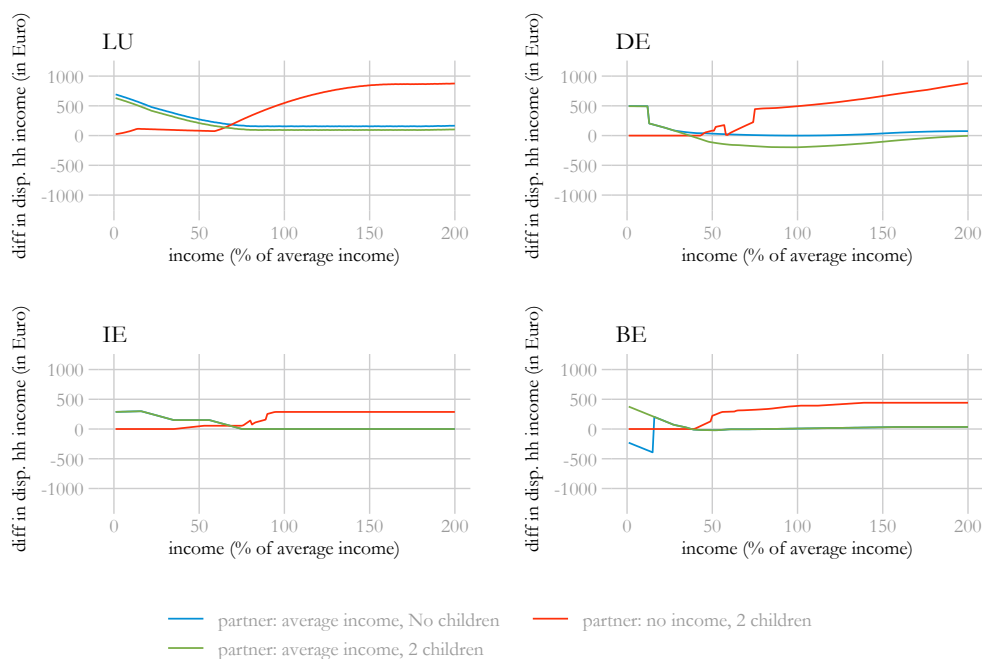 LU
diff in disp. hh income (in Euro)
1000
500
0
-500
-1000
0 50 100 150 200
income (% of average income)
DE
diff in disp. hh income (in Euro)
1000
500
0
-500
-1000
0 50 100 150 200
income (% of average income)
IE
diff in disp. hh income (in Euro)
1000
500
0
-500
-1000
0 50 100 150 200
income (% of average income)
BE
diff in disp. hh income (in Euro)
1000
500
0
-500
-1000
0 50 100 150 200
income (% of average income)
partner: average income, No children
partner: no income, 2 children
partner: average income, 2 children